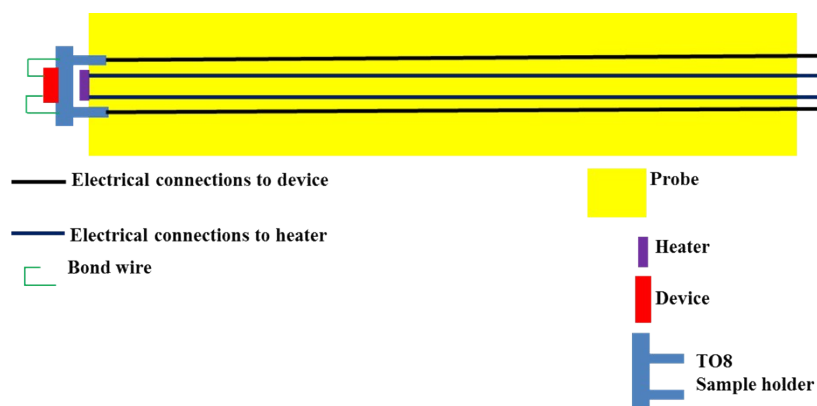 Electrical connections to device
Probe
Electrical connections to heater
Heater
Bond wire
Device
TO8
Sample holder